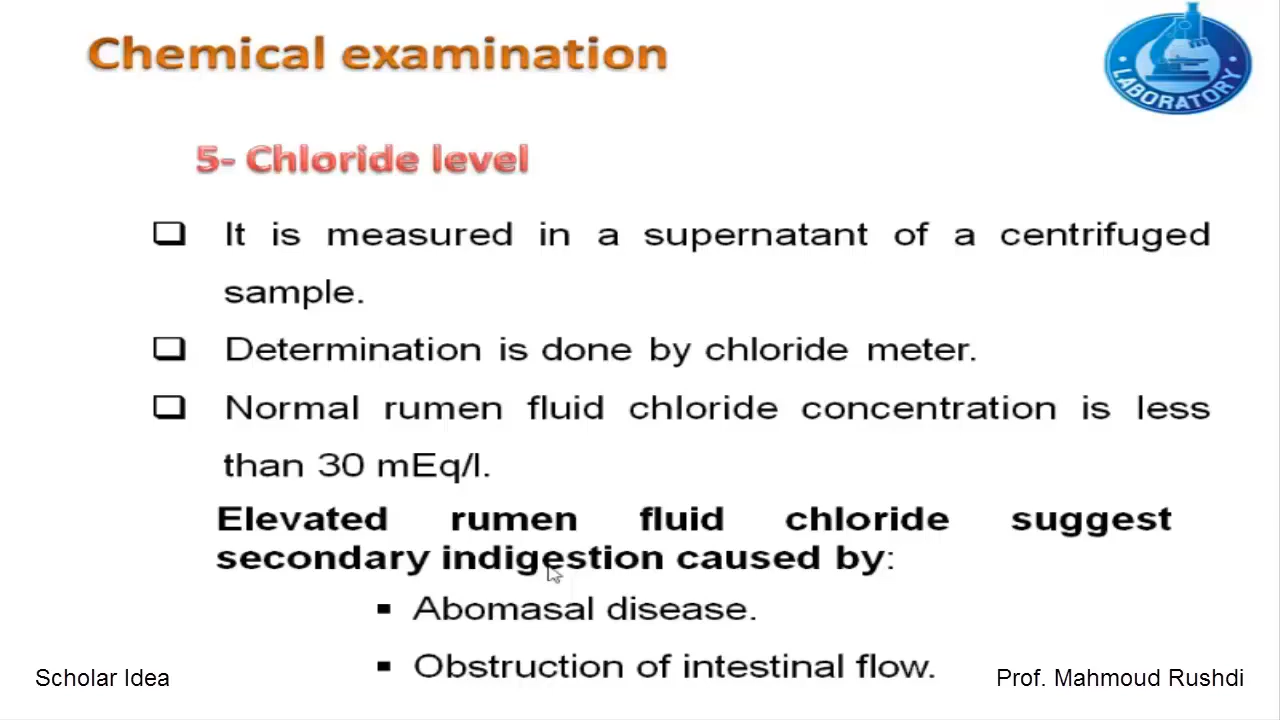 Chemical examination
LABORATORY
5- Chloride level
❑ It is measured in a supernatant of a centrifuged
sample.
❑ Determination is done by chloride meter.
❑ Normal rumen fluid chloride concentration is less
than 30 mEq/l.
Elevated rumen fluid chloride suggest
secondary indigestion caused by:
▪ Abomasal disease.
▪ Obstruction of intestinal flow.
Scholar Idea
Prof. Mahmoud Rushdi